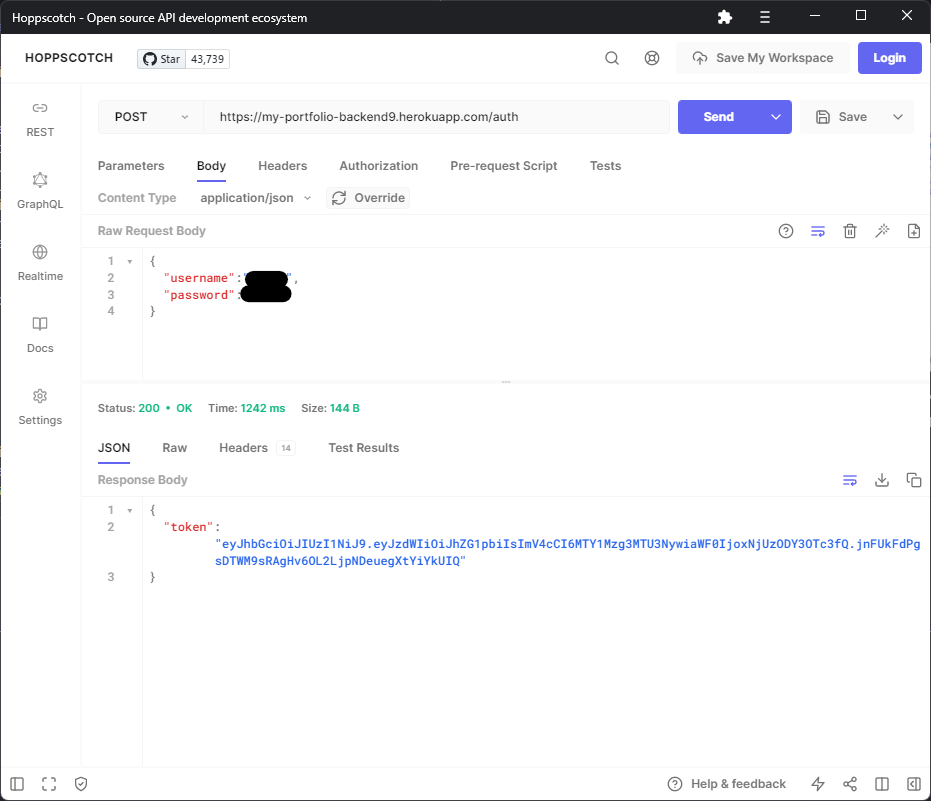 Hoppscotch - Open source API development ecosystem
HOPPSCOTCH
Star 43,739
Save My Workspace
Login
REST
GraphQL
Realtime
Docs
Settings
POST
https://my-portfolio-backend9.herokuapp.com/auth
Send
Save
Parameters Body Headers Authorization Pre-request Script Tests
Content Type application/json Override
Raw Request Body
1 {
2 "username":"",
3 "password":
4 }
Status: 200 • OK Time: 1242 ms Size: 144 B
JSON Raw Headers 14 Test Results
Response Body
1 {
2 "token":
"eyJhbGciOiJIUzI1NiJ9.eyJzdWIiOiJhZG1pbiIsImV4cCI6MTY1Mzg3MTU3NywiaWF0IjoxNjUzODY3OTc3fQ.jnFUkFdPg
sDTWM9sRAgHv6OL2LjpNDeuegXtYiYkUIQ"
3 }
Help & feedback